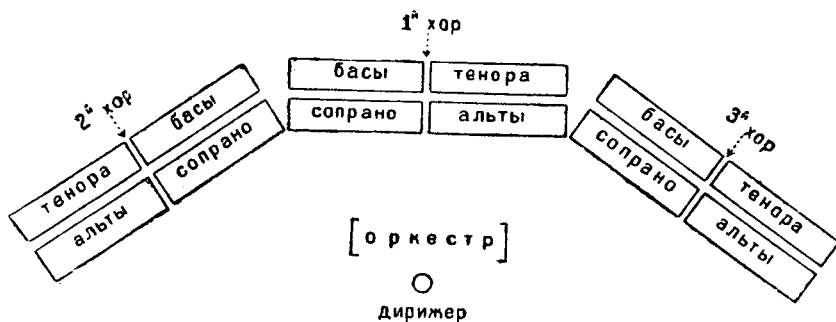 1й хор
басы тенора
сопрано альты
2й хор
тенора басы
альты сопрано
3й хор
басы тенора
сопрано альты
[оркестр]
дирижер